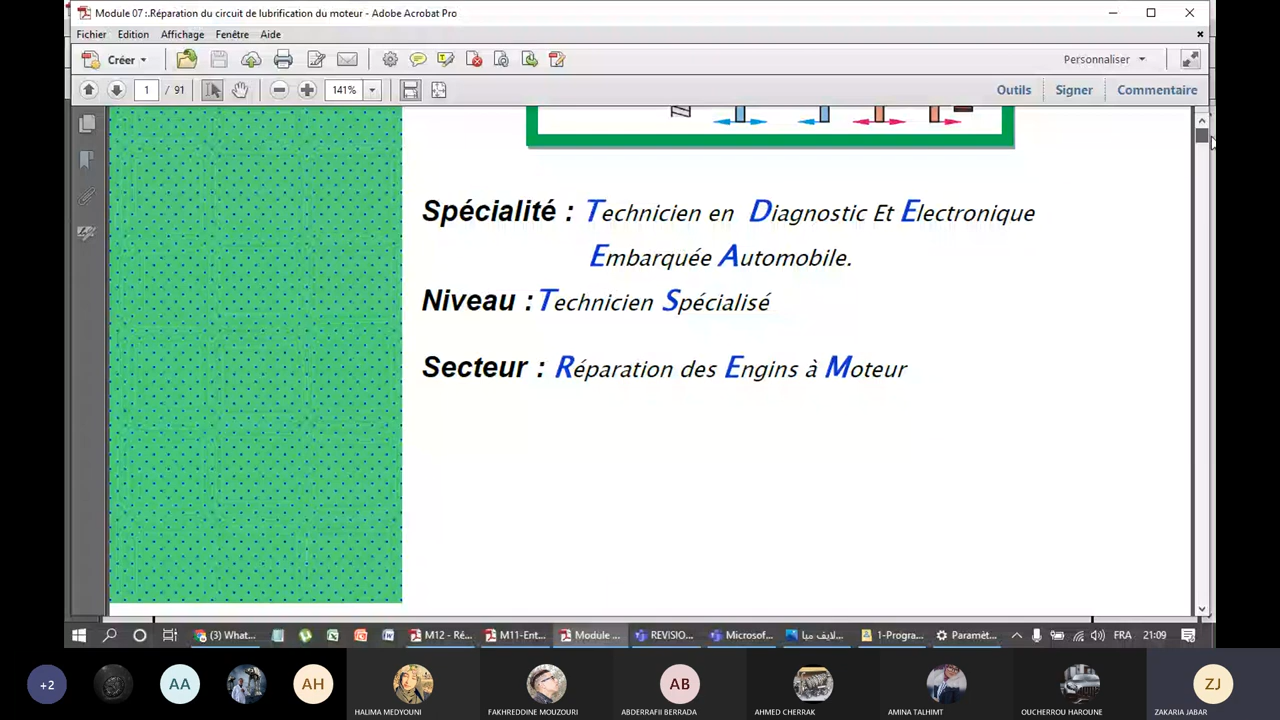 Module 07 :.Réparation du circuit de lubrification du moteur - Adobe Acrobat Pro
Fichier Edition Affichage Fenêtre Aide
Créer
Personnaliser
1 / 91
141%
Outils
Signer
Commentaire
Spécialité : Technicien en Diagnostic Et Electronique
Embarquée Automobile.
Niveau : Technicien Spécialisé
Secteur : Réparation des Engins à Moteur
(3) What...
M12 - Ré...
M11-Ent...
Module ...
REVISIO...
Microsof...
1-Progra...
Paramèt...
FRA
21:09
+2
AA
AH
AB
ZJ
HALIMA MEDYOUNI
FAKHREDDINE MOUZOURI
ABDERRAFII BERRADA
AHMED CHERRAK
AMINA TALHIMT
OUCHERROU HAROUNE
ZAKARIA JABAR